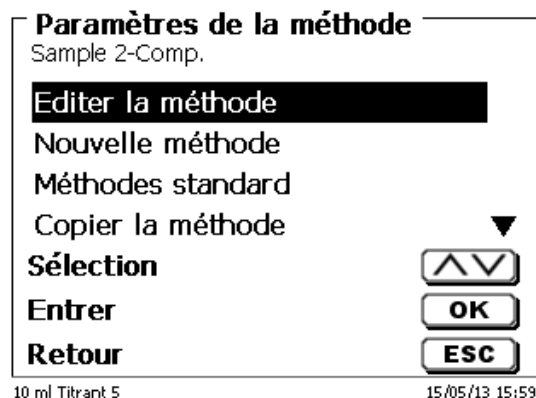 Paramètres de la méthode
Sample 2-Comp.
Editer la méthode
Nouvelle méthode
Méthodes standard
Copier la méthode
Sélection
Entrer OK
Retour ESC
10 ml Titrant 5 15/05/13 15:59